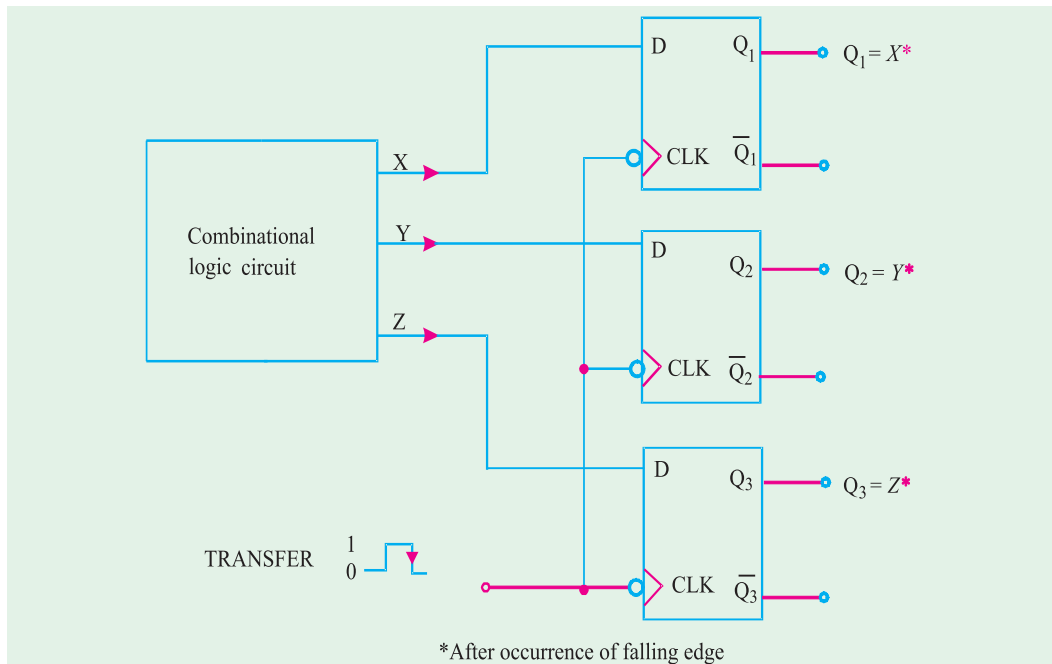 D
Q₁
Q₁ = X*
CLK
Q̅₁
X
Combinational
logic circuit
Y
D
Q₂
Q₂ = Y*
CLK
Q̅₂
Z
D
Q₃
Q₃ = Z*
TRANSFER
1
0
CLK
Q̅₃
*After occurrence of falling edge